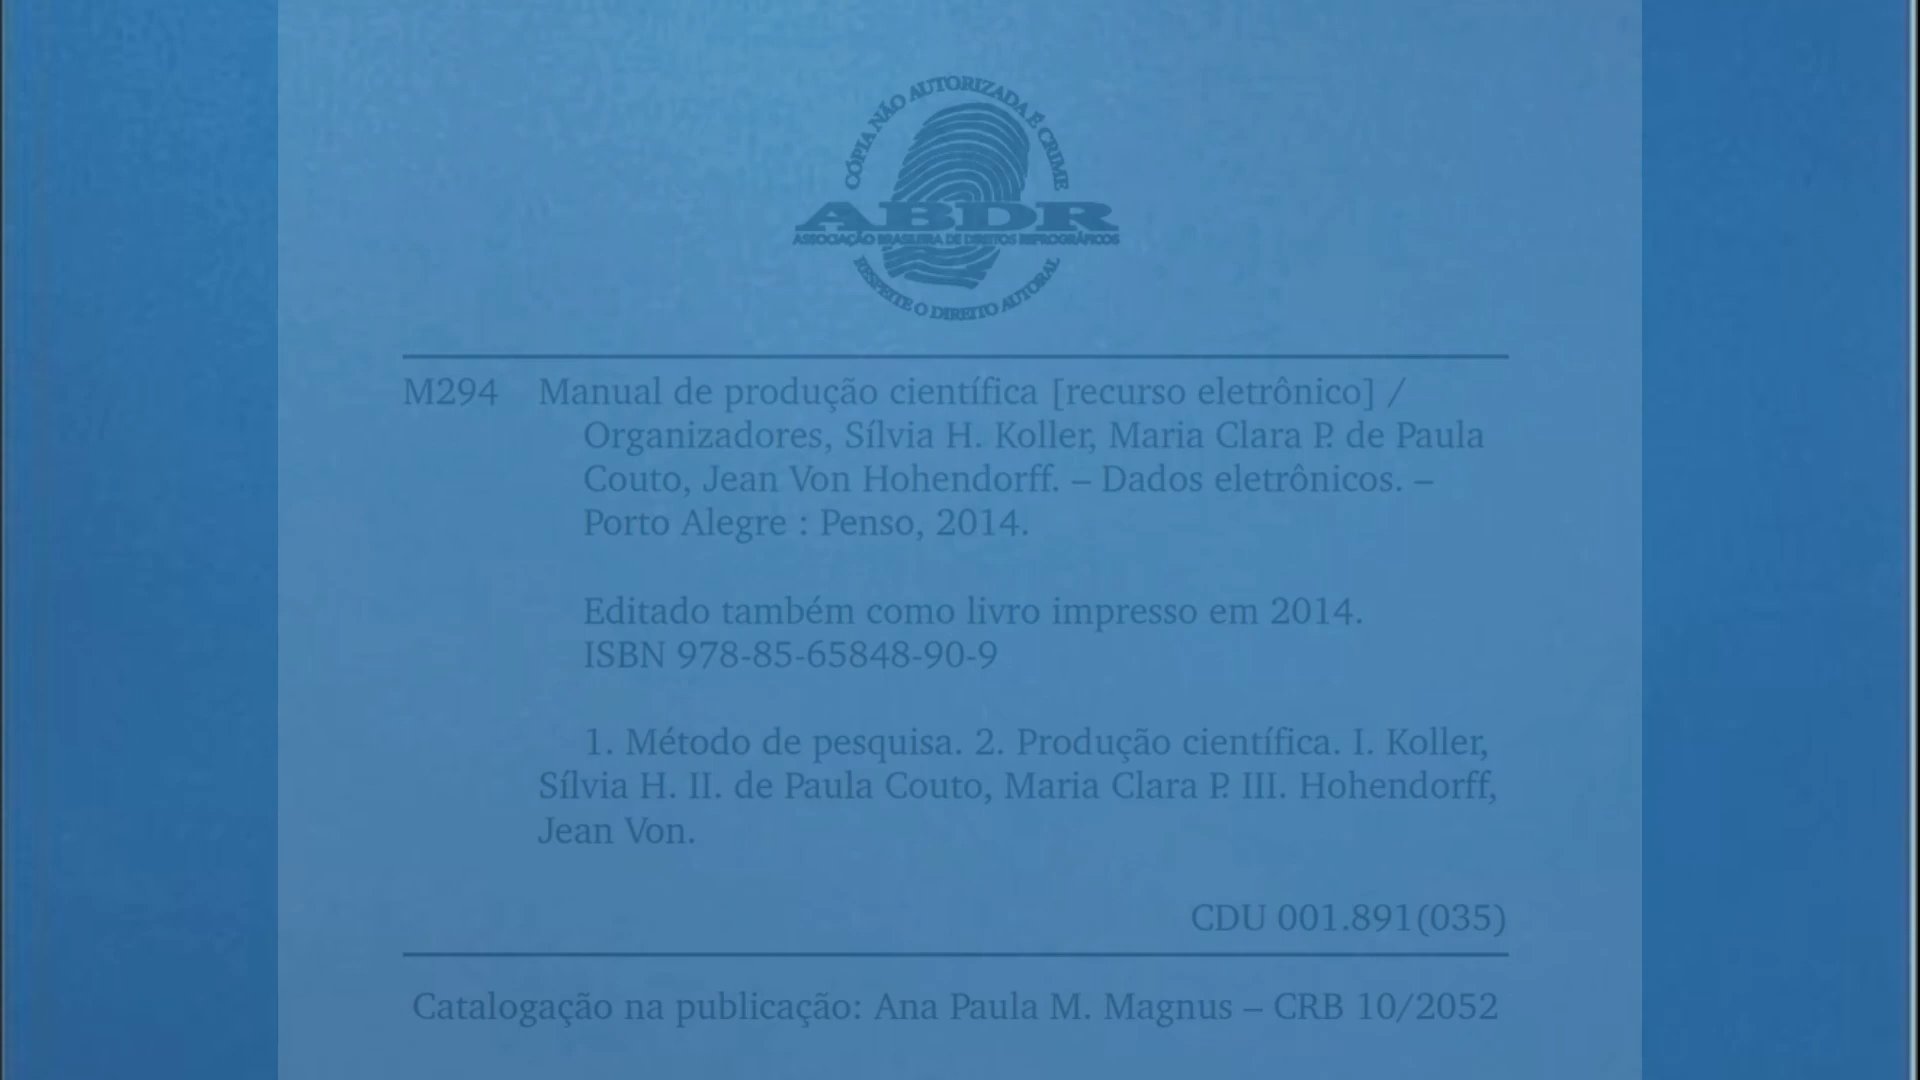 CÓPIA NÃO AUTORIZADA É CRIME
ABDR
ASSOCIAÇÃO BRASILEIRA DE DIREITOS REPROGRÁFICOS
RESPEITE O DIREITO AUTORAL
M294 Manual de produção científica [recurso eletrônico] /
Organizadores, Sílvia H. Koller, Maria Clara P. de Paula
Couto, Jean Von Hohendorff. – Dados eletrônicos. –
Porto Alegre : Penso, 2014.
Editado também como livro impresso em 2014.
ISBN 978-85-65848-90-9
1. Método de pesquisa. 2. Produção científica. I. Koller,
Sílvia H. II. de Paula Couto, Maria Clara P. III. Hohendorff,
Jean Von.
CDU 001.891(035)
Catalogação na publicação: Ana Paula M. Magnus – CRB 10/2052